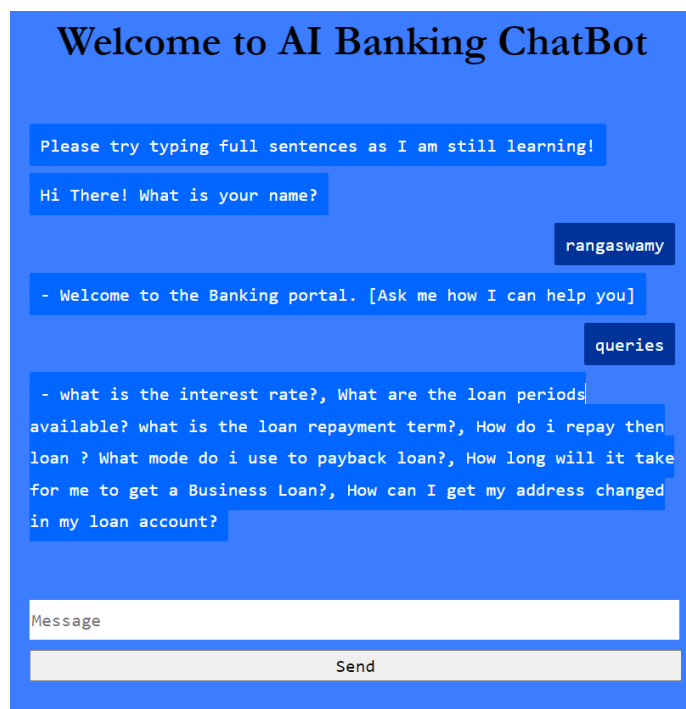 Welcome to AI Banking ChatBot
Please try typing full sentences as I am still learning!
Hi There! What is your name?
rangaswamy
- Welcome to the Banking portal. [Ask me how I can help you]
queries
- what is the interest rate?, What are the loan periods
available? what is the loan repayment term?, How do i repay then
loan ? What mode do i use to payback loan?, How long will it take
for me to get a Business Loan?, How can I get my address changed
in my loan account?
Message
Send